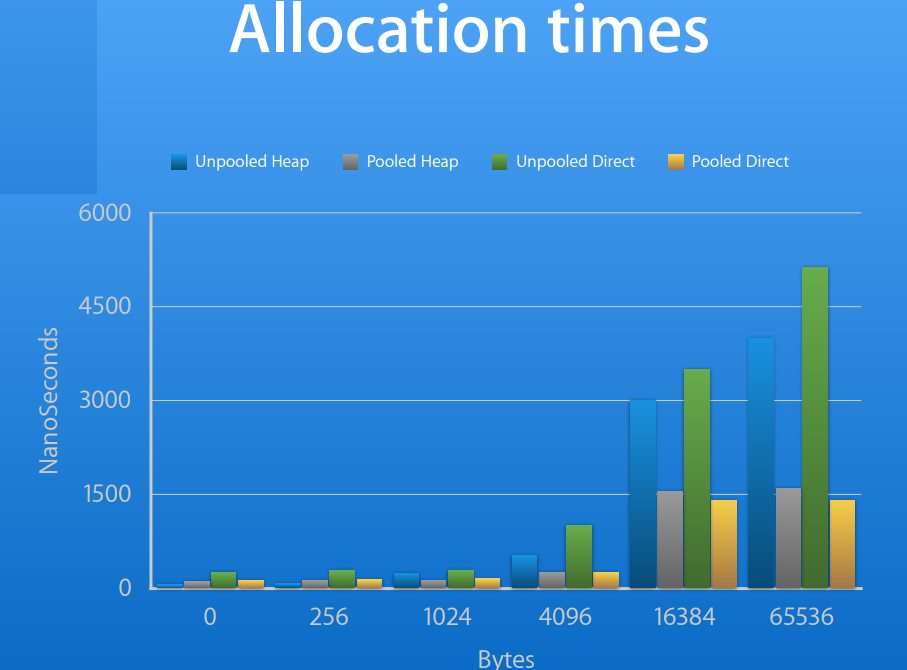 Allocation times
Unpooled Heap Pooled Heap Unpooled Direct Pooled Direct
6000
4500
3000
1500
0
NanoSeconds
0 256 1024 4096 16384 65536
Bytes